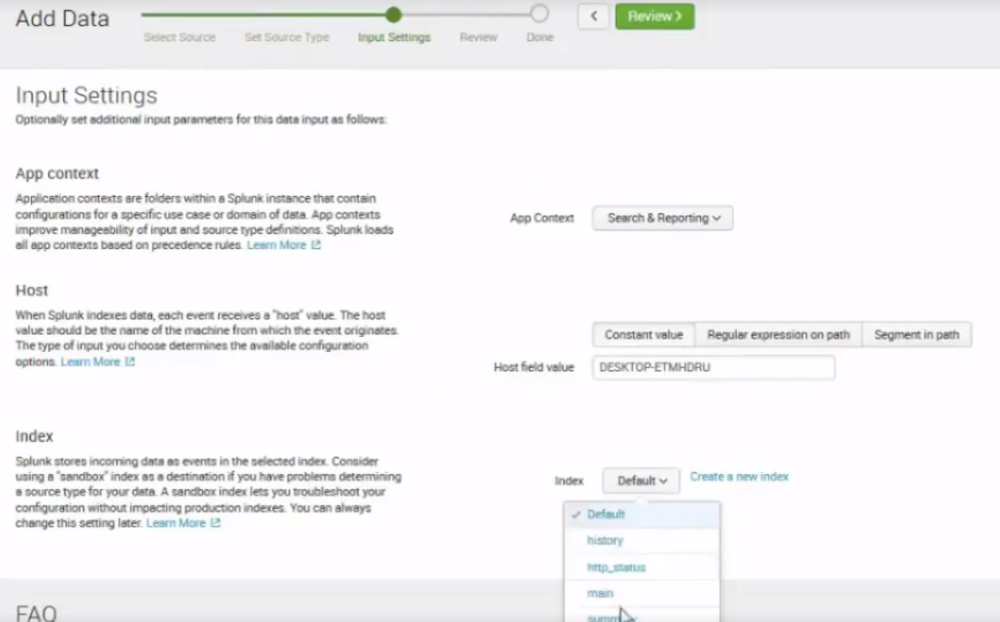 Add Data
Select Source
Set Source Type
Input Settings
Review
Done
<
Review >
Input Settings
Optionally set additional input parameters for this data input as follows:
App context
Application contexts are folders within a Splunk instance that contain
configurations for a specific use case or domain of data. App contexts
improve manageability of input and source type definitions. Splunk loads
all app contexts based on precedence rules. Learn More
App Context
Search & Reporting
Host
When Splunk indexes data, each event receives a "host" value. The host
value should be the name of the machine from which the event originates.
The type of input you choose determines the available configuration
options. Learn More
Constant value
Regular expression on path
Segment in path
Host field value
DESKTOP-ETMHDRU
Index
Splunk stores incoming data as events in the selected index. Consider
using a "sandbox" index as a destination if you have problems determining
a source type for your data. A sandbox index lets you troubleshoot your
configuration without impacting production indexes. You can always
change this setting later. Learn More
Index
Default
Create a new index
Default
history
http_status
main
FAQ